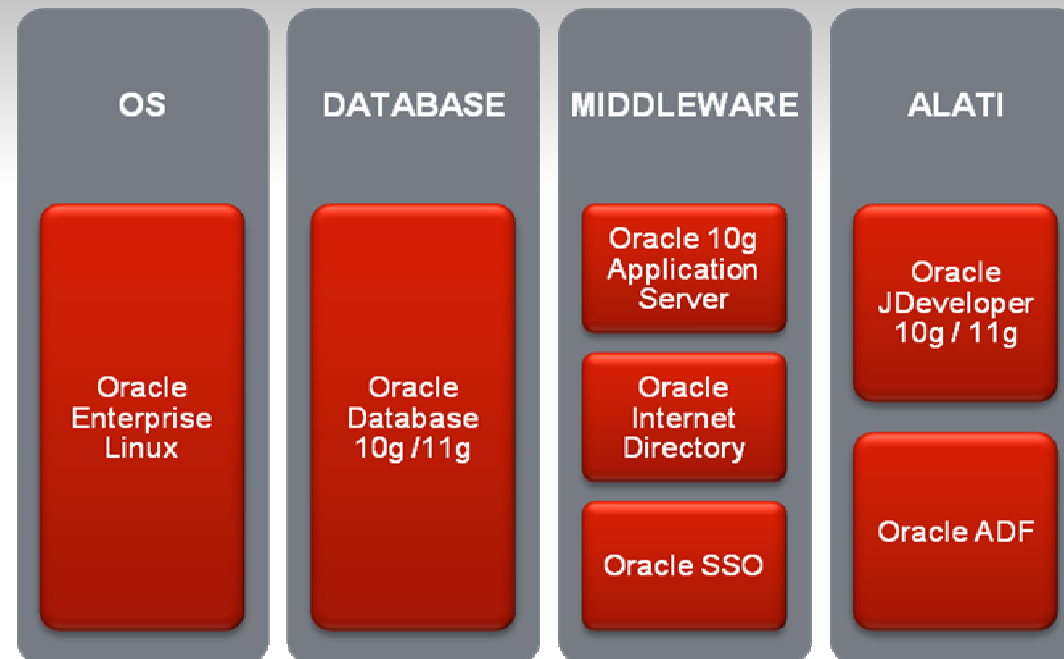 OS
Oracle
Enterprise
Linux
DATABASE
Oracle
Database
10g /11g
MIDDLEWARE
Oracle 10g
Application
Server
Oracle
Internet
Directory
Oracle SSO
ALATI
Oracle
JDeveloper
10g / 11g
Oracle ADF